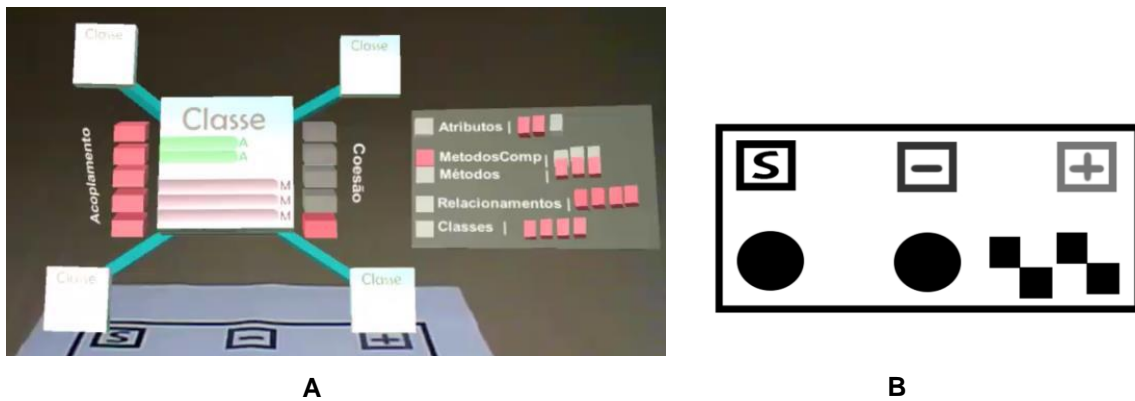 Classe
Classe
Classe
A
A
M
M
M
Acoplamento
Coesão
Atributos |
MetodosComp |
Métodos
Relacionamentos |
Classes |
Classe
Classe
S - +
S - +
A
B